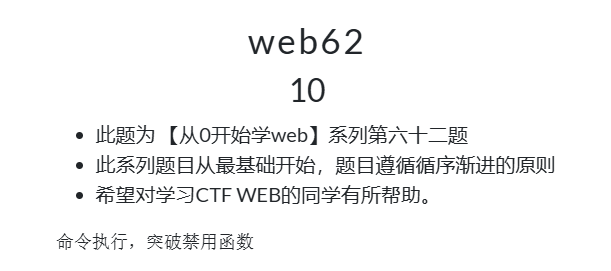 web62
10
此题为 【从0开始学web】系列第六十二题
此系列题目从最基础开始，题目遵循循序渐进的原则
希望对学习CTF WEB的同学有所帮助。
命令执行，突破禁用函数